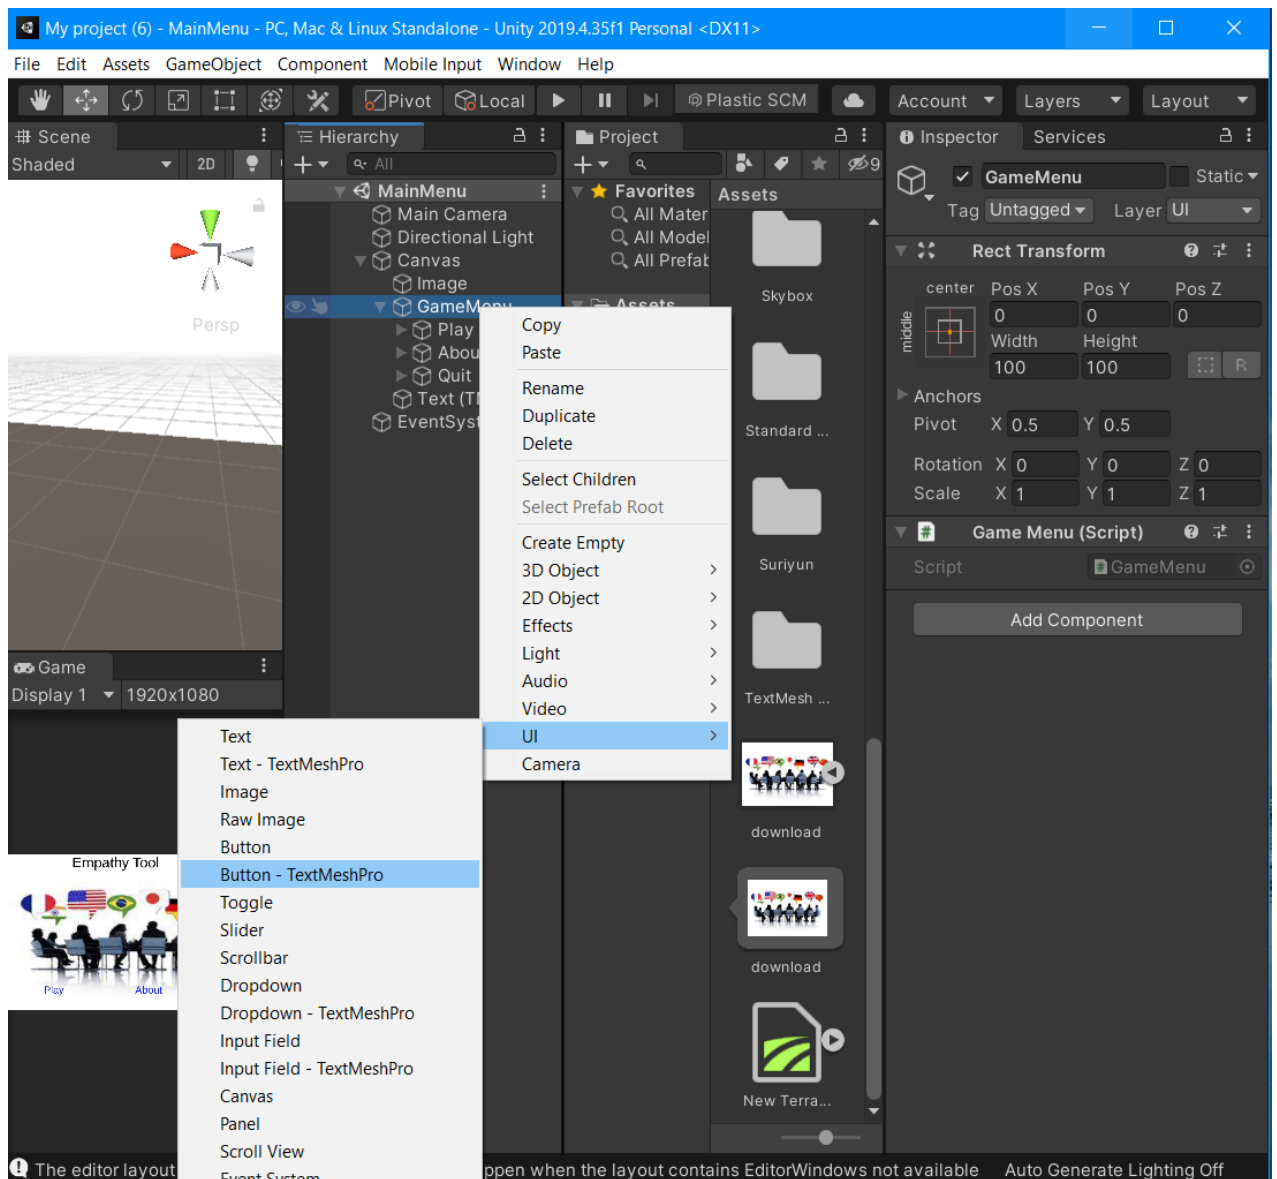 My project (6) - MainMenu - PC, Mac & Linux Standalone - Unity 2019.4.35f1 Personal <DX11>
File Edit Assets GameObject Component Mobile Input Window Help
Pivot Local Plastic SCM Account Layers Layout
Scene
Shaded 2D
Persp
Game
Display 1 1920x1080
Empathy Tool
Play About
Hierarchy
All
MainMenu
Main Camera
Directional Light
Canvas
Image
GameMenu
Play
Abou
Quit
Text (T
EventSyst
Project
9
Favorites
All Mater
All Model
All Prefab
Assets
Assets
Skybox
Standard ...
Suriyun
TextMesh ...
download
download
New Terra...
Copy
Paste
Rename
Duplicate
Delete
Select Children
Select Prefab Root
Create Empty
3D Object
2D Object
Effects
Light
Audio
Video
UI
Camera
Text
Text - TextMeshPro
Image
Raw Image
Button
Button - TextMeshPro
Toggle
Slider
Scrollbar
Dropdown
Dropdown - TextMeshPro
Input Field
Input Field - TextMeshPro
Canvas
Panel
Scroll View
Event System
Inspector Services
GameMenu Static
Tag Untagged Layer UI
Rect Transform
center Pos X Pos Y Pos Z
middle 0 0 0
Width Height
100 100 R
Anchors
Pivot X 0.5 Y 0.5
Rotation X 0 Y 0 Z 0
Scale X 1 Y 1 Z 1
# Game Menu (Script)
Script # GameMenu
Add Component
The editor layout ppen when the layout contains EditorWindows not available Auto Generate Lighting Off